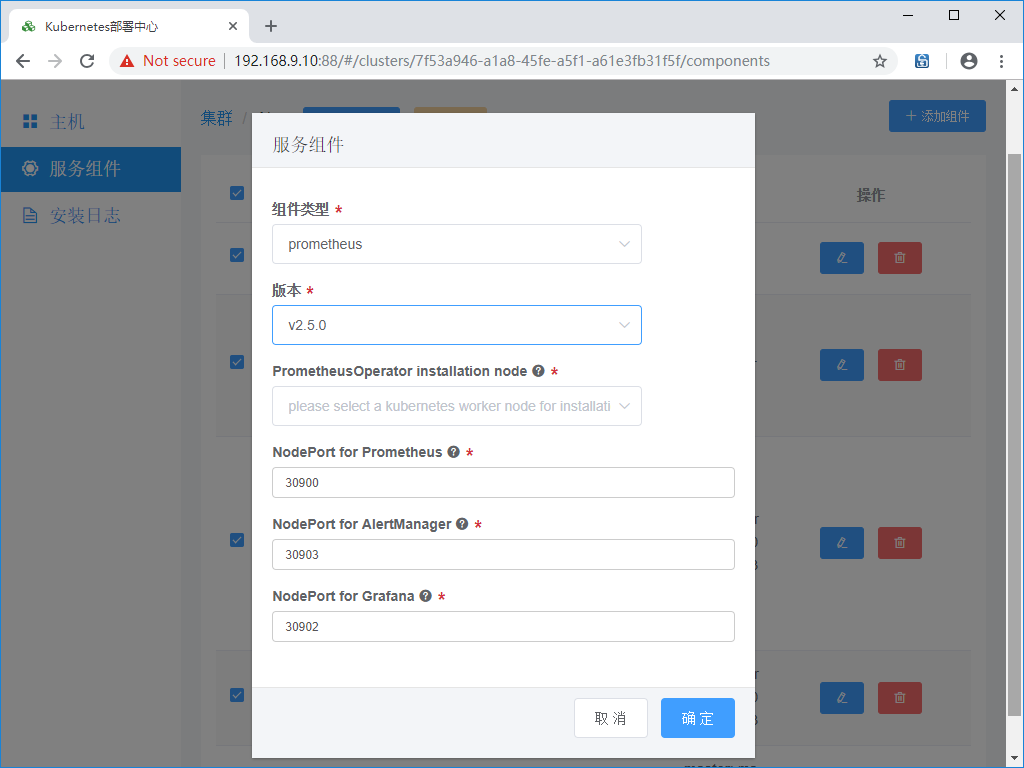 Kubernetes部署中心
Not secure
192.168.9.10:88/#/clusters/7f53a946-a1a8-45fe-a5f1-a61e3fb31f5f/components
主机
服务组件
安装日志
集群 /
+ 添加组件
操作
服务组件
组件类型 *
prometheus
版本 *
v2.5.0
PrometheusOperator installation node ? *
please select a kubernetes worker node for installati
NodePort for Prometheus ? *
30900
NodePort for AlertManager ? *
30903
NodePort for Grafana ? *
30902
取 消
确 定